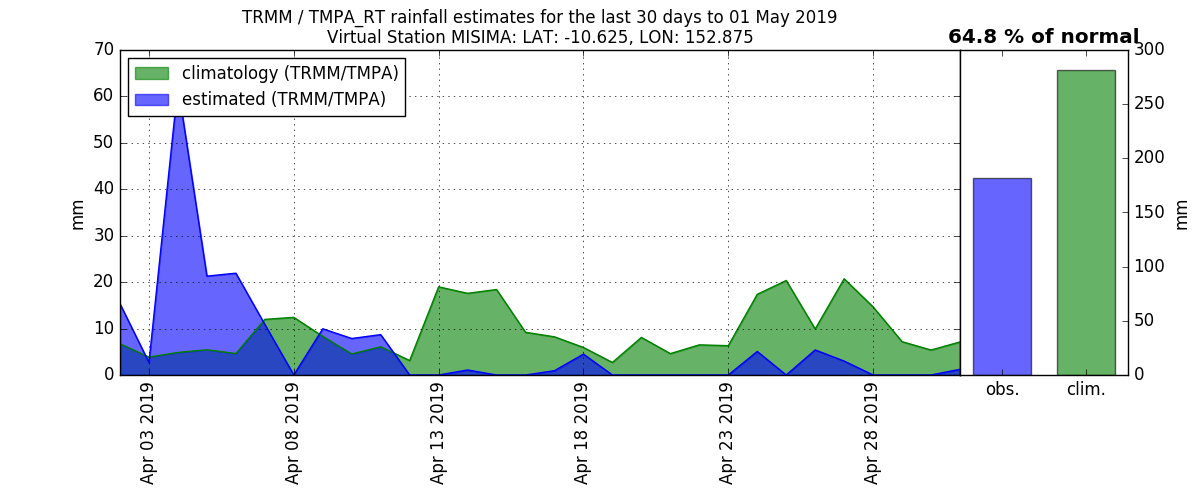 TRMM / TMPA_RT rainfall estimates for the last 30 days to 01 May 2019
Virtual Station MISIMA: LAT: -10.625, LON: 152.875
64.8 % of normal
climatology (TRMM/TMPA)
estimated (TRMM/TMPA)
70
60
50
40
30
20
10
0
mm
Apr 03 2019
Apr 08 2019
Apr 13 2019
Apr 18 2019
Apr 23 2019
Apr 28 2019
300
250
200
150
100
50
0
mm
obs.
clim.